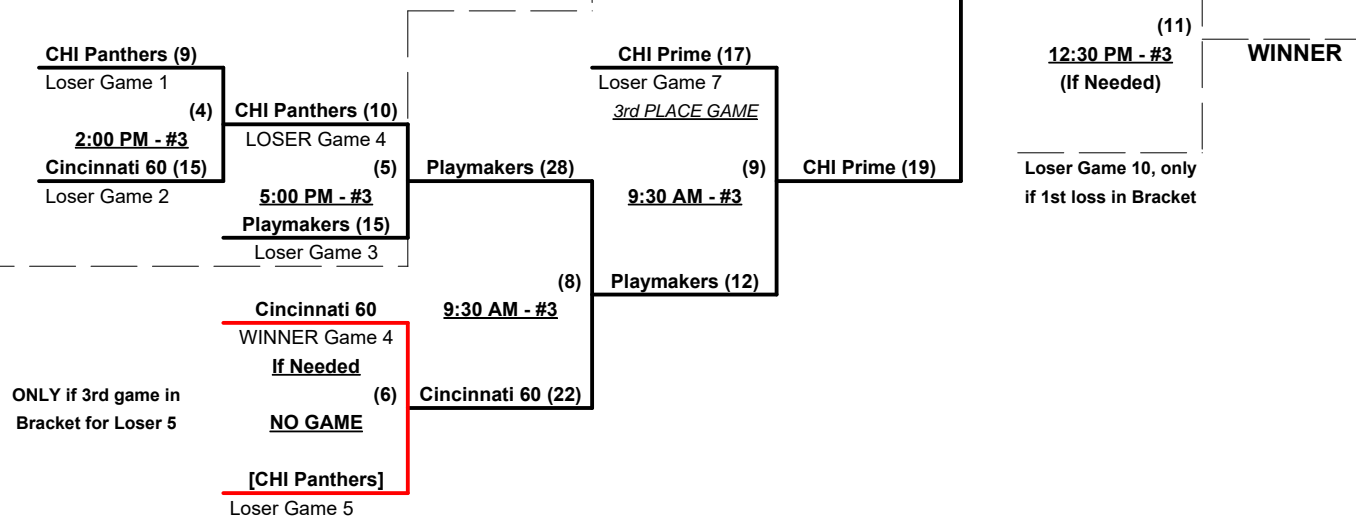 (11)
CHI Panthers (9)
CHI Prime (17)
12:30 PM - #3
WINNER
Loser Game 1
Loser Game 7
(If Needed)
(4)
CHI Panthers (10)
3rd PLACE GAME
2:00 PM - #3
LOSER Game 4
Cincinnati 60 (15)
(5)
Playmakers (28)
(9)
CHI Prime (19)
Loser Game 10, only
Loser Game 2
5:00 PM - #3
9:30 AM - #3
if 1st loss in Bracket
Playmakers (15)
Loser Game 3
(8)
Playmakers (12)
Cincinnati 60
9:30 AM - #3
WINNER Game 4
If Needed
ONLY if 3rd game in
(6)
Cincinnati 60 (22)
Bracket for Loser 5
NO GAME
[CHI Panthers]
Loser Game 5